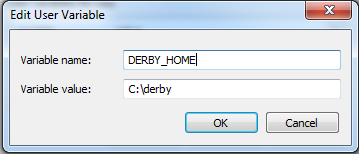 Edit User Variable
Variable name: DERBY_HOME
Variable value: C:\derby
OK Cancel